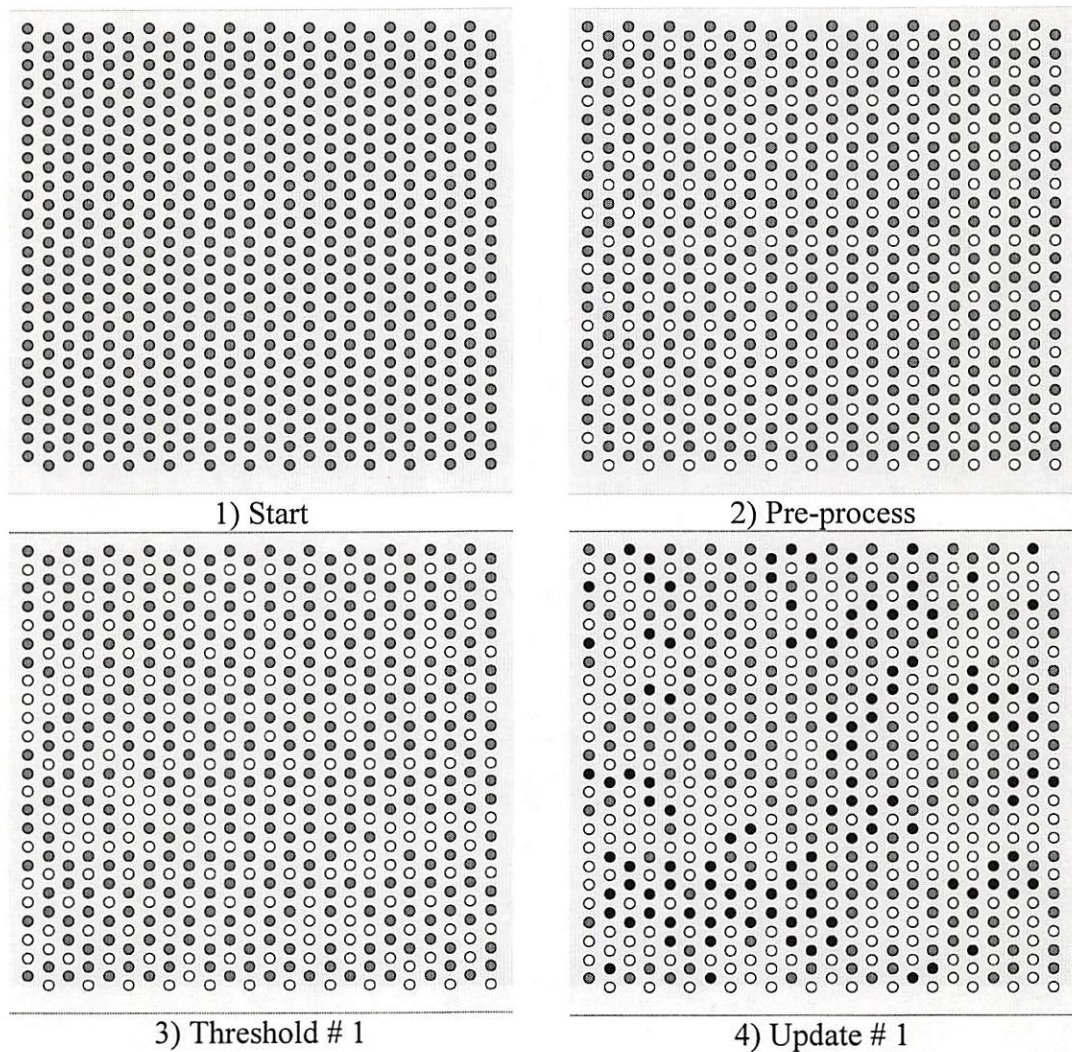 1) Start
2) Pre-process
3) Threshold # 1
4) Update # 1